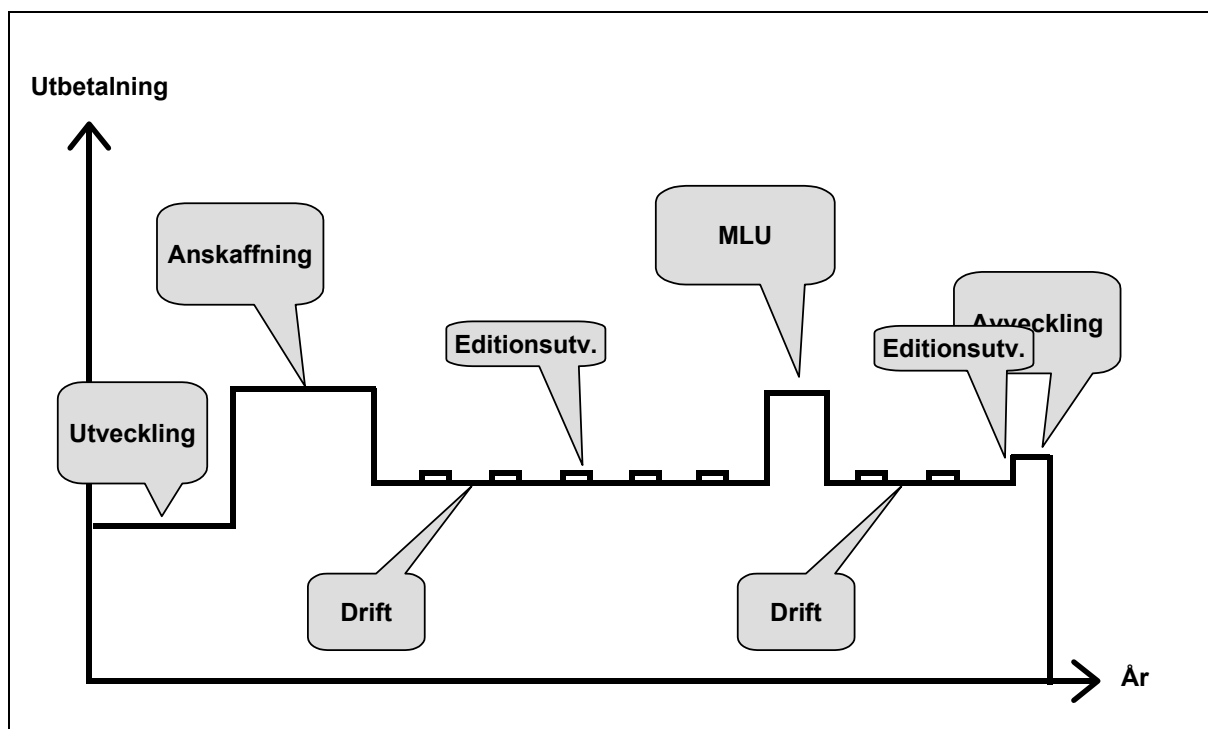 Utbetalning
Anskaffning
MLU
Editionsutv.
Editionsutv.
Avveckling
Utveckling
Drift
Drift
År